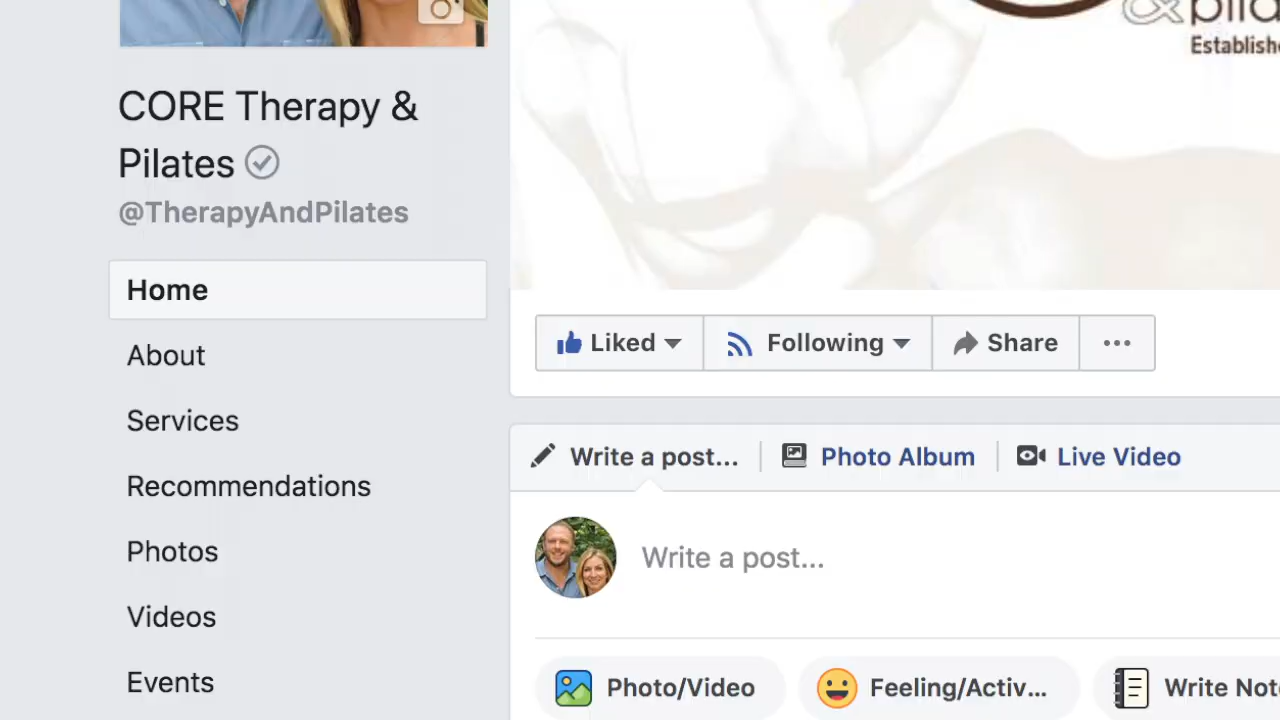 Establish
CORE Therapy &
Pilates
@TherapyAndPilates
Home
About
Services
Recommendations
Photos
Videos
Events
Liked
Following
Share
Write a post...
Photo Album
Live Video
Write a post...
Photo/Video
Feeling/Activ...
Write Not